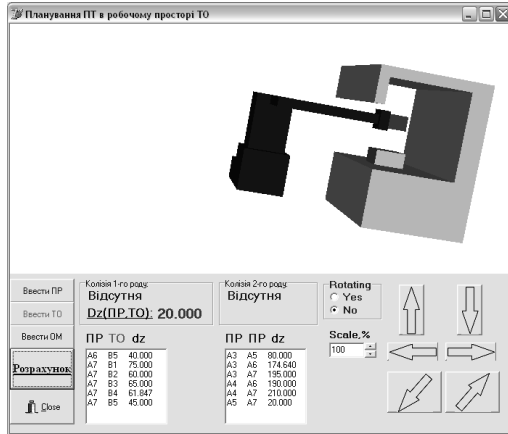 Планування ПТ в робочому просторі ТО
Ввести ПР
Ввести ТО
Ввести ОМ
Розрахунок
Close
Колізія 1-го роду:
Відсутня
Dz(ПР,ТО): 20.000
ПР ТО dz
A6 B5 40.000
A7 B1 75.000
A7 B2 60.000
A7 B3 65.000
A7 B4 61.847
A7 B5 45.000
Колізія 2-го роду:
Відсутня
ПР ПР dz
A3 A5 80.000
A3 A6 174.640
A3 A7 195.000
A4 A6 190.000
A4 A7 210.000
A5 A7 20.000
Rotating
Yes
No
Scale,%
100